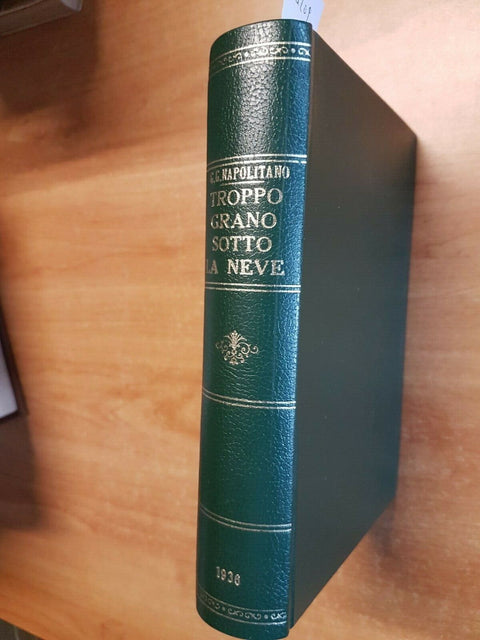 G.G.NAPOLITANO
TROPPO
GRANO
SOTTO
LA NEVE
1936